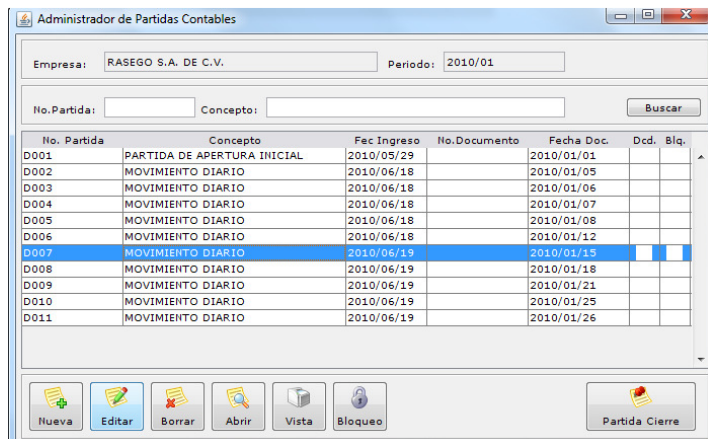 Administrador de Partidas Contables
Empresa: RASEGO S.A. DE C.V. Periodo: 2010/01
No.Partida: Concepto: Buscar
No. Partida Concepto Fec Ingreso No.Documento Fecha Doc. Dcd. Blq.
D001 PARTIDA DE APERTURA INICIAL 2010/05/29 2010/01/01
D002 MOVIMIENTO DIARIO 2010/06/18 2010/01/05
D003 MOVIMIENTO DIARIO 2010/06/18 2010/01/06
D004 MOVIMIENTO DIARIO 2010/06/18 2010/01/07
D005 MOVIMIENTO DIARIO 2010/06/18 2010/01/08
D006 MOVIMIENTO DIARIO 2010/06/18 2010/01/12
D007 MOVIMIENTO DIARIO 2010/06/19 2010/01/15
D008 MOVIMIENTO DIARIO 2010/06/19 2010/01/18
D009 MOVIMIENTO DIARIO 2010/06/19 2010/01/21
D010 MOVIMIENTO DIARIO 2010/06/19 2010/01/25
D011 MOVIMIENTO DIARIO 2010/06/19 2010/01/26
Nueva Editar Borrar Abrir Vista Bloqueo Partida Cierre